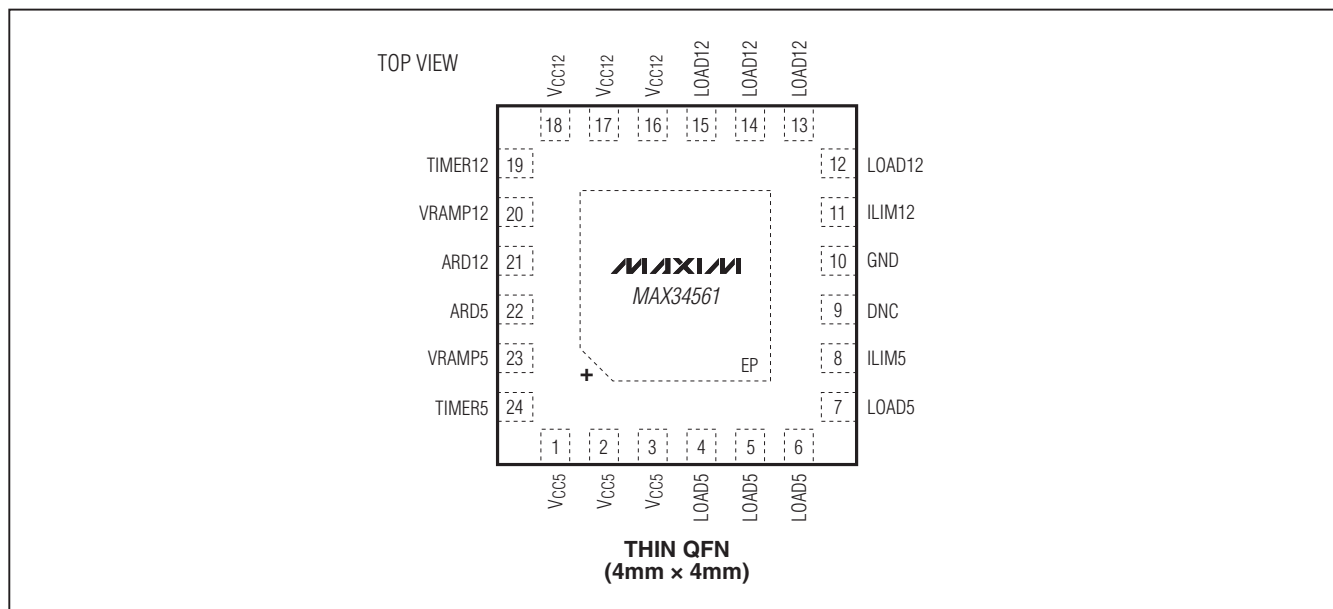 TOP VIEW
VCC12
VCC12
VCC12
LOAD12
LOAD12
LOAD12
18
17
16
15
14
13
TIMER12 19
12 LOAD12
VRAMP12 20
11 ILIM12
ARD12 21
10 GND
ARD5 22
9 DNC
VRAMP5 23
8 ILIM5
TIMER5 24
7 LOAD5
MAXIM
MAX34561
EP
+
1
2
3
4
5
6
VCC5
VCC5
VCC5
LOAD5
LOAD5
LOAD5
THIN QFN
(4mm × 4mm)